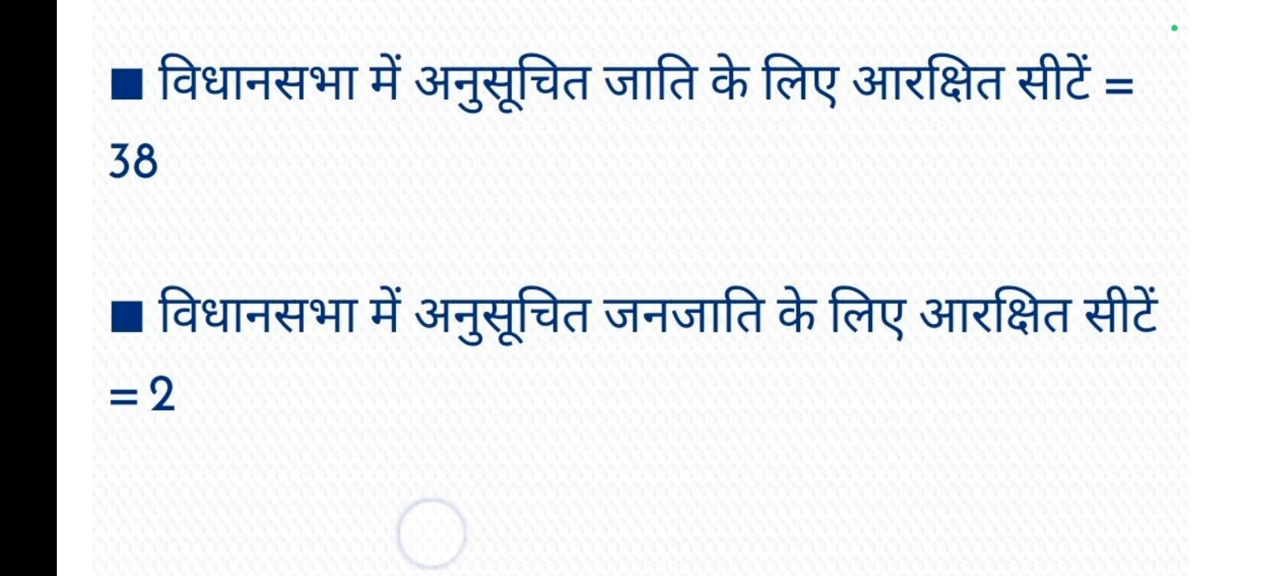 ■ विधानसभा में अनुसूचित जाति के लिए आरक्षित सीटें =
38
■ विधानसभा में अनुसूचित जनजाति के लिए आरक्षित सीटें
= 2